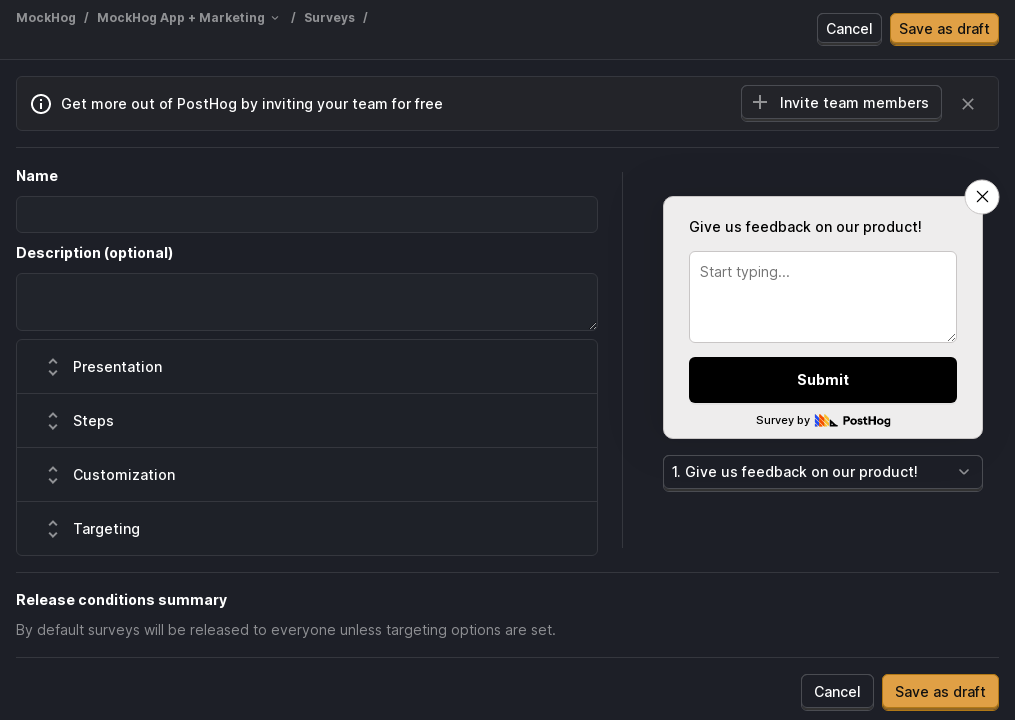 MockHog / MockHog App + Marketing / Surveys /
Cancel
Save as draft
Get more out of PostHog by inviting your team for free
Invite team members
Name
Description (optional)
Presentation
Steps
Customization
Targeting
Give us feedback on our product!
Start typing...
Submit
Survey by PostHog
1. Give us feedback on our product!
Release conditions summary
By default surveys will be released to everyone unless targeting options are set.
Cancel
Save as draft